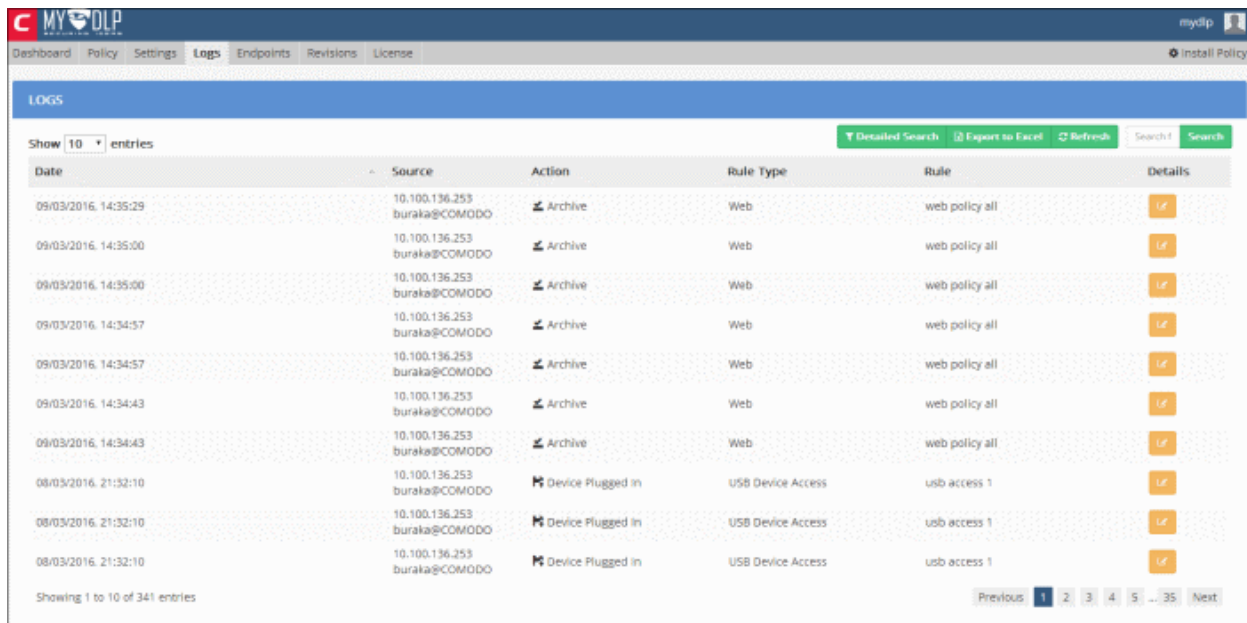 C MYDLP
mydlp
Dashboard Policy Settings Logs Endpoints Revisions License Install Policy
LOGS
Show 10 entries Detailed Search Export to Excel Refresh Search f Search
Date Source Action Rule Type Rule Details
09/03/2016, 14:35:29 10.100.136.253 Archive Web web policy all
buraka@COMODO
09/03/2016, 14:35:00 10.100.136.253 Archive Web web policy all
buraka@COMODO
09/03/2016, 14:35:00 10.100.136.253 Archive Web web policy all
buraka@COMODO
09/03/2016, 14:34:57 10.100.136.253 Archive Web web policy all
buraka@COMODO
09/03/2016, 14:34:57 10.100.136.253 Archive Web web policy all
buraka@COMODO
09/03/2016, 14:34:43 10.100.136.253 Archive Web web policy all
buraka@COMODO
09/03/2016, 14:34:43 10.100.136.253 Archive Web web policy all
buraka@COMODO
08/03/2016, 21:32:10 10.100.136.253 Device Plugged In USB Device Access usb access 1
buraka@COMODO
08/03/2016, 21:32:10 10.100.136.253 Device Plugged In USB Device Access usb access 1
buraka@COMODO
08/03/2016, 21:32:10 10.100.136.253 Device Plugged In USB Device Access usb access 1
buraka@COMODO
Showing 1 to 10 of 341 entries Previous 1 2 3 4 5 ... 35 Next